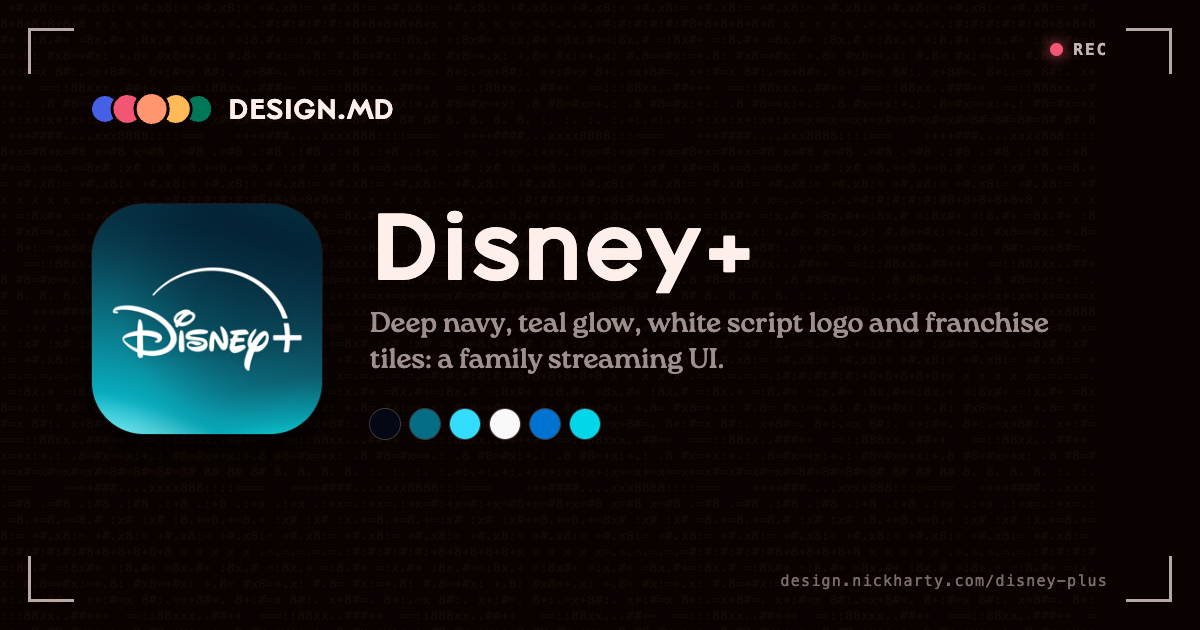 REC
DESIGN.MD
Disney+
Disney+
Deep navy, teal glow, white script logo and franchise
tiles: a family streaming UI.
design.nickharty.com/disney-plus